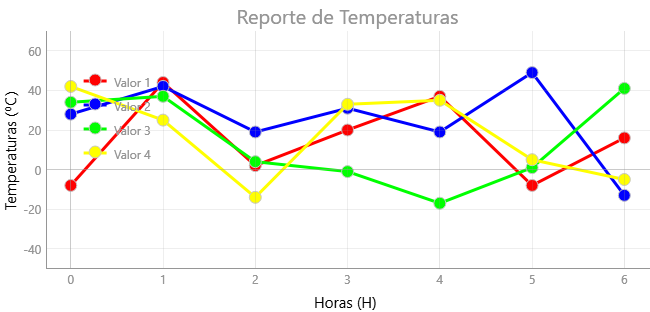 Reporte de Temperaturas
Temperaturas (ºC)
60
40
20
0
-20
-40
Valor 1
Valor 2
Valor 3
Valor 4
0 1 2 3 4 5 6
Horas (H)